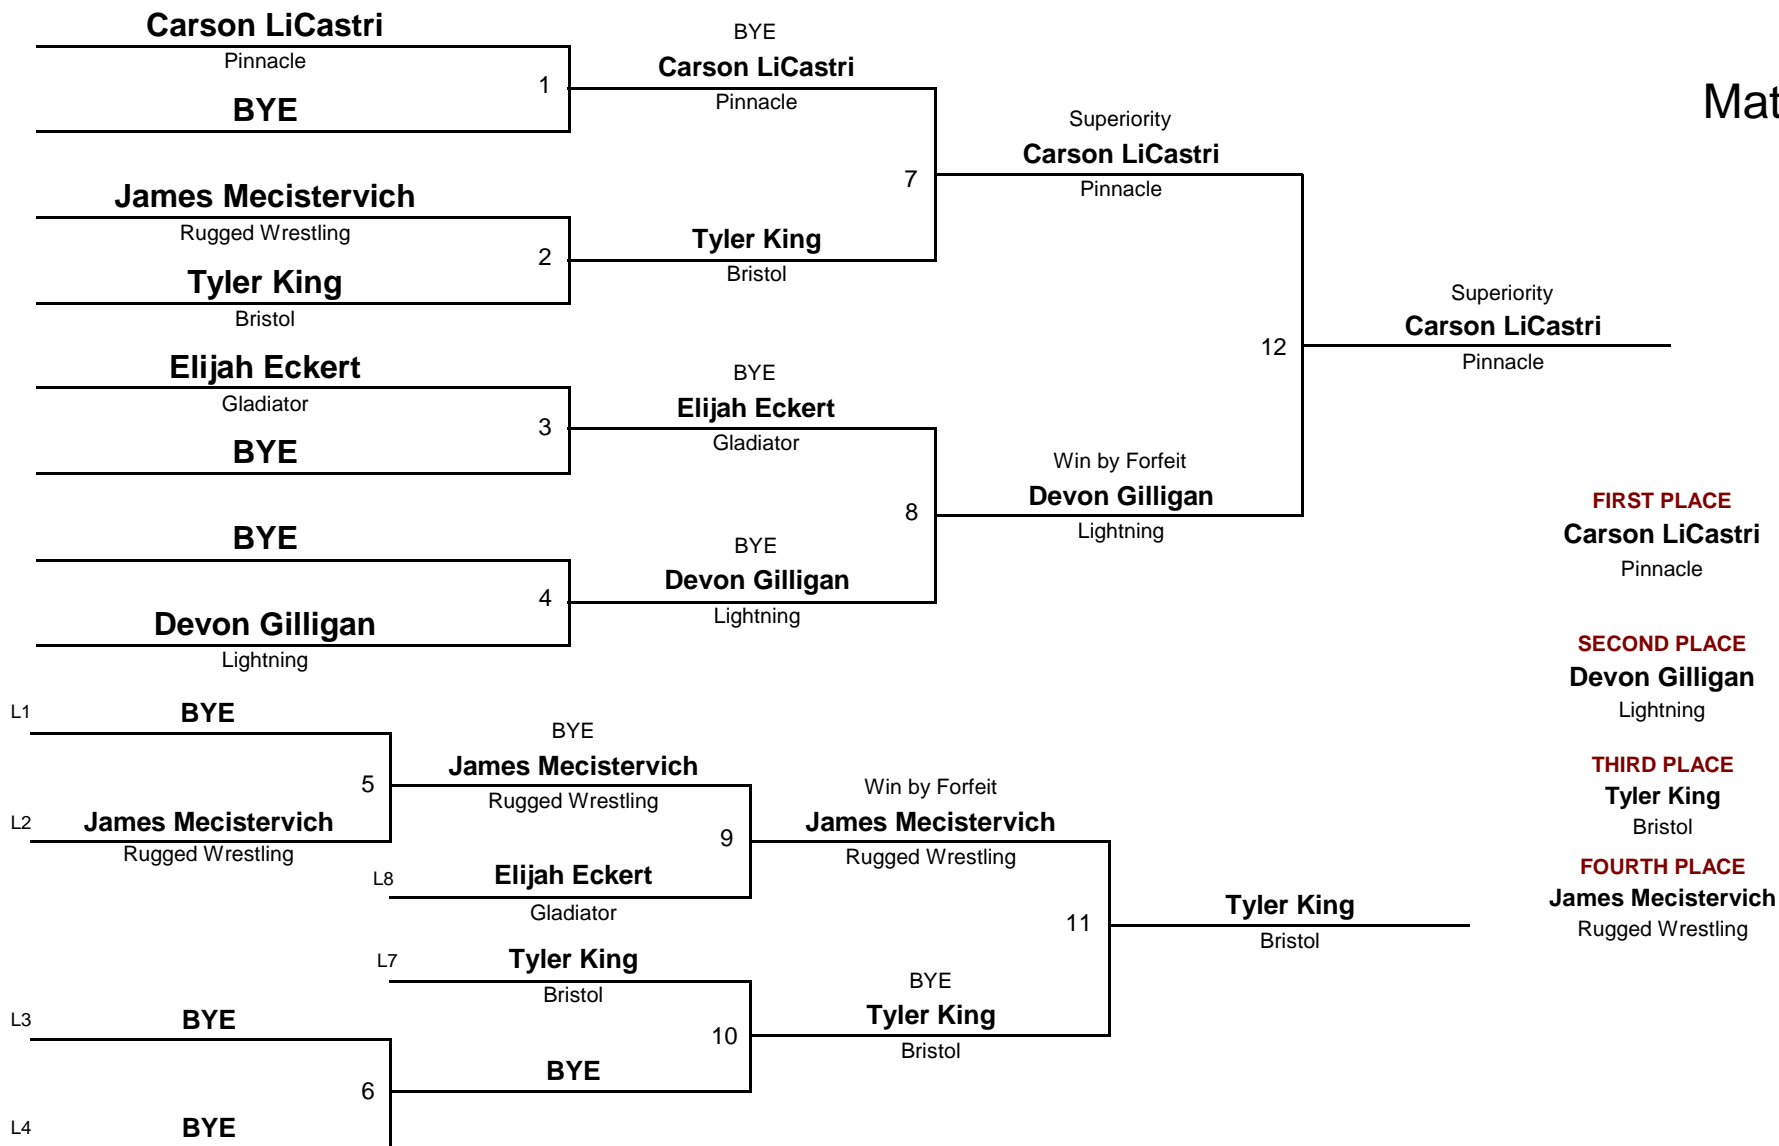 Carson LiCastri
Pinnacle
1
BYE
BYE
Carson LiCastri
Pinnacle
Mat
James Mecistervich
Rugged Wrestling
2
Tyler King
Bristol
Tyler King
Bristol
7
Superiority
Carson LiCastri
Pinnacle
Elijah Eckert
Gladiator
3
BYE
BYE
Elijah Eckert
Gladiator
BYE
4
Devon Gilligan
Lightning
BYE
Devon Gilligan
Lightning
8
Win by Forfeit
Devon Gilligan
Lightning
12
Superiority
Carson LiCastri
Pinnacle
FIRST PLACE
Carson LiCastri
Pinnacle
SECOND PLACE
Devon Gilligan
Lightning
THIRD PLACE
Tyler King
Bristol
FOURTH PLACE
James Mecistervich
Rugged Wrestling
L1
BYE
5
L2
James Mecistervich
Rugged Wrestling
BYE
James Mecistervich
Rugged Wrestling
9
L8
Elijah Eckert
Gladiator
Win by Forfeit
James Mecistervich
Rugged Wrestling
L7
Tyler King
Bristol
10
BYE
BYE
Tyler King
Bristol
11
Tyler King
Bristol
L3
BYE
6
L4
BYE